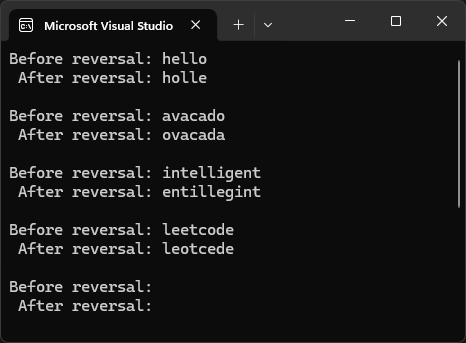 Microsoft Visual Studio
Before reversal: hello
After reversal: holle
Before reversal: avacado
After reversal: ovacada
Before reversal: intelligent
After reversal: entillegint
Before reversal: leetcode
After reversal: leotcede
Before reversal:
After reversal: